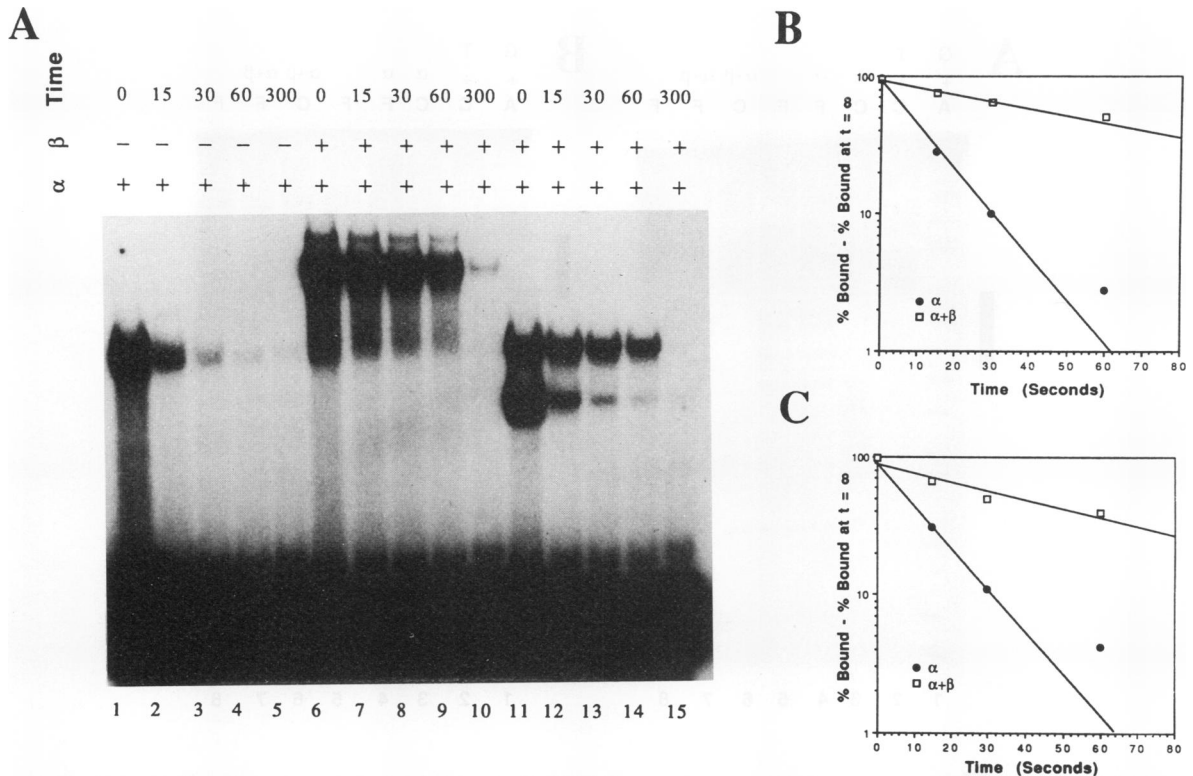 A
Time 0 15 30 60 300 0 15 30 60 300 0 15 30 60 300
β − − − − − + + + + + + + + + +
α + + + + + + + + + + + + + + +
1 2 3 4 5 6 7 8 9 10 11 12 13 14 15
B
% Bound - % Bound at t = ∞
100
10
1
● α
□ α+β
0 10 20 30 40 50 60 70 80
Time (Seconds)
C
% Bound - % Bound at t = ∞
100
10
1
● α
□ α+β
0 10 20 30 40 50 60 70 80
Time (Seconds)